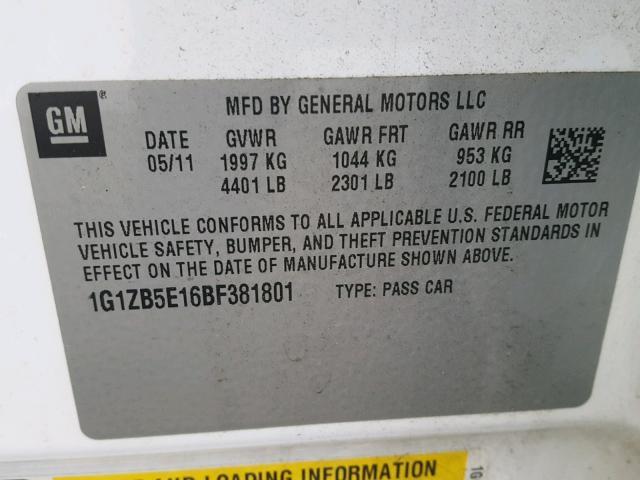 GM®
MFD BY GENERAL MOTORS LLC
DATE GVWR GAWR FRT GAWR RR
05/11 1997 KG 1044 KG 953 KG
4401 LB 2301 LB 2100 LB
THIS VEHICLE CONFORMS TO ALL APPLICABLE U.S. FEDERAL MOTOR
VEHICLE SAFETY, BUMPER, AND THEFT PREVENTION STANDARDS IN
EFFECT ON THE DATE OF MANUFACTURE SHOWN ABOVE.
1G1ZB5E16BF381801 TYPE: PASS CAR
AND LOADING INFORMATION
1G